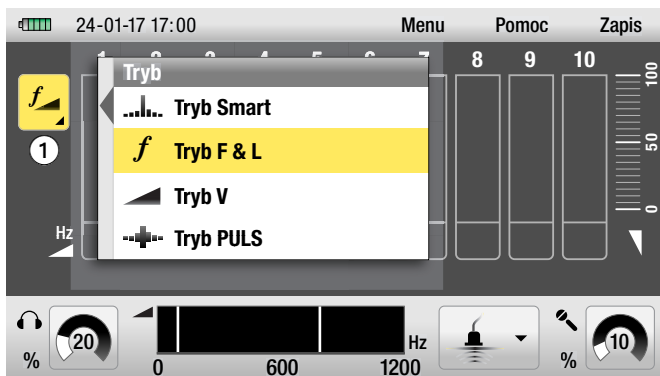 24-01-17 17:00 Menu Pomoc Zapis
8 9 10
Tryb
Tryb Smart
f Tryb F & L
Tryb V
Tryb PULS
f
1
Hz
100
50
0
20
%
0 600 1200
Hz
10
%